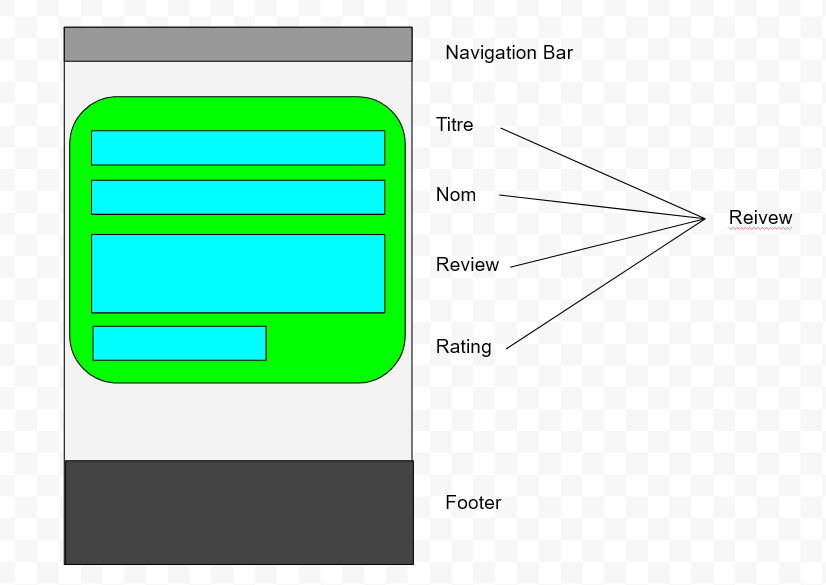 Navigation Bar
Titre
Nom
Reivew
Review
Rating
Footer